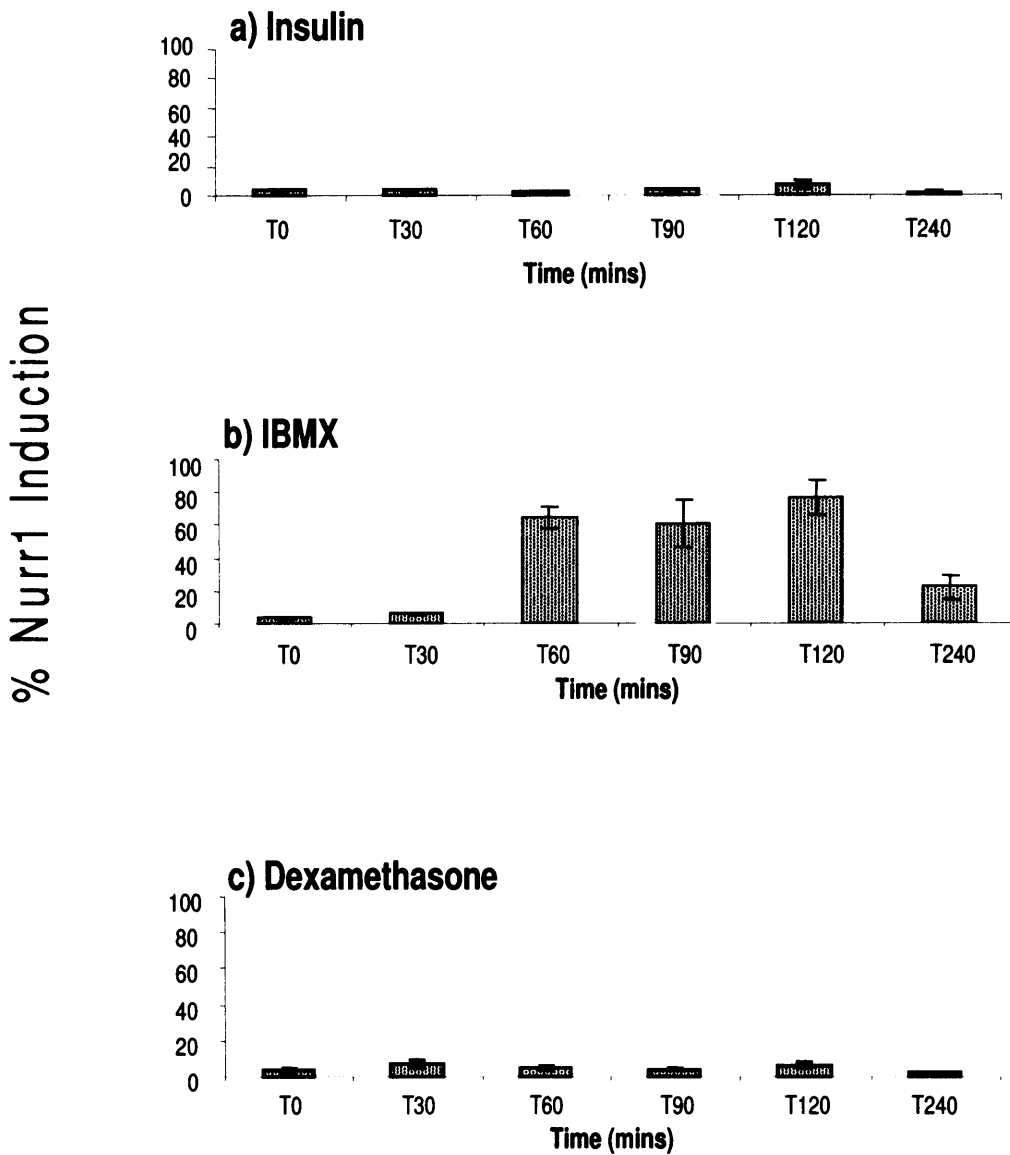 % Nurr1 Induction
a) Insulin
100
80
60
40
20
0
T0 T30 T60 T90 T120 T240
Time (mins)
b) IBMX
100
80
60
40
20
0
T0 T30 T60 T90 T120 T240
Time (mins)
c) Dexamethasone
100
80
60
40
20
0
T0 T30 T60 T90 T120 T240
Time (mins)